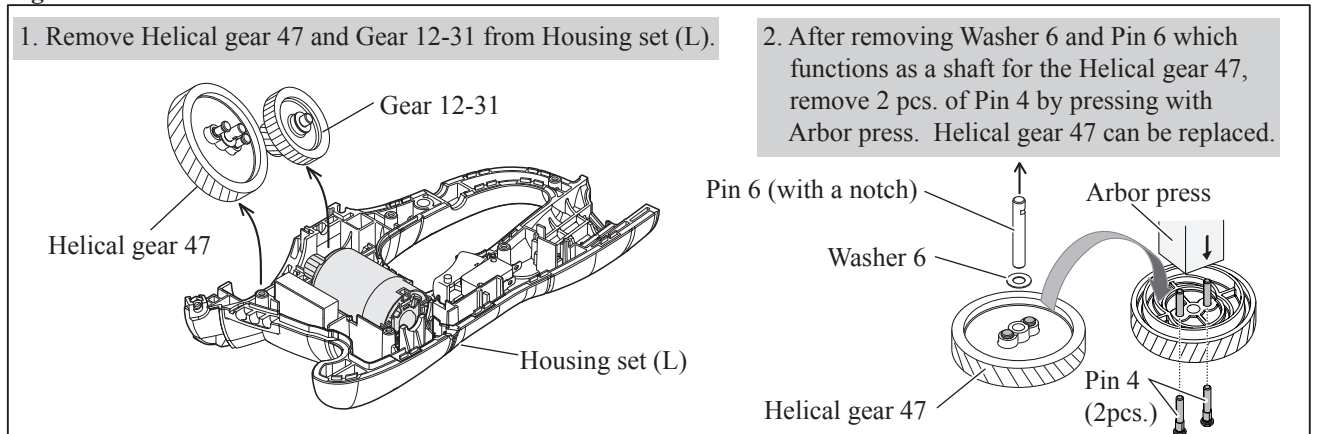 1. Remove Helical gear 47 and Gear 12-31 from Housing set (L).
Gear 12-31
Helical gear 47
Housing set (L)
2. After removing Washer 6 and Pin 6 which
functions as a shaft for the Helical gear 47,
remove 2 pcs. of Pin 4 by pressing with
Arbor press. Helical gear 47 can be replaced.
Pin 6 (with a notch)
Arbor press
Washer 6
Pin 4
(2pcs.)
Helical gear 47